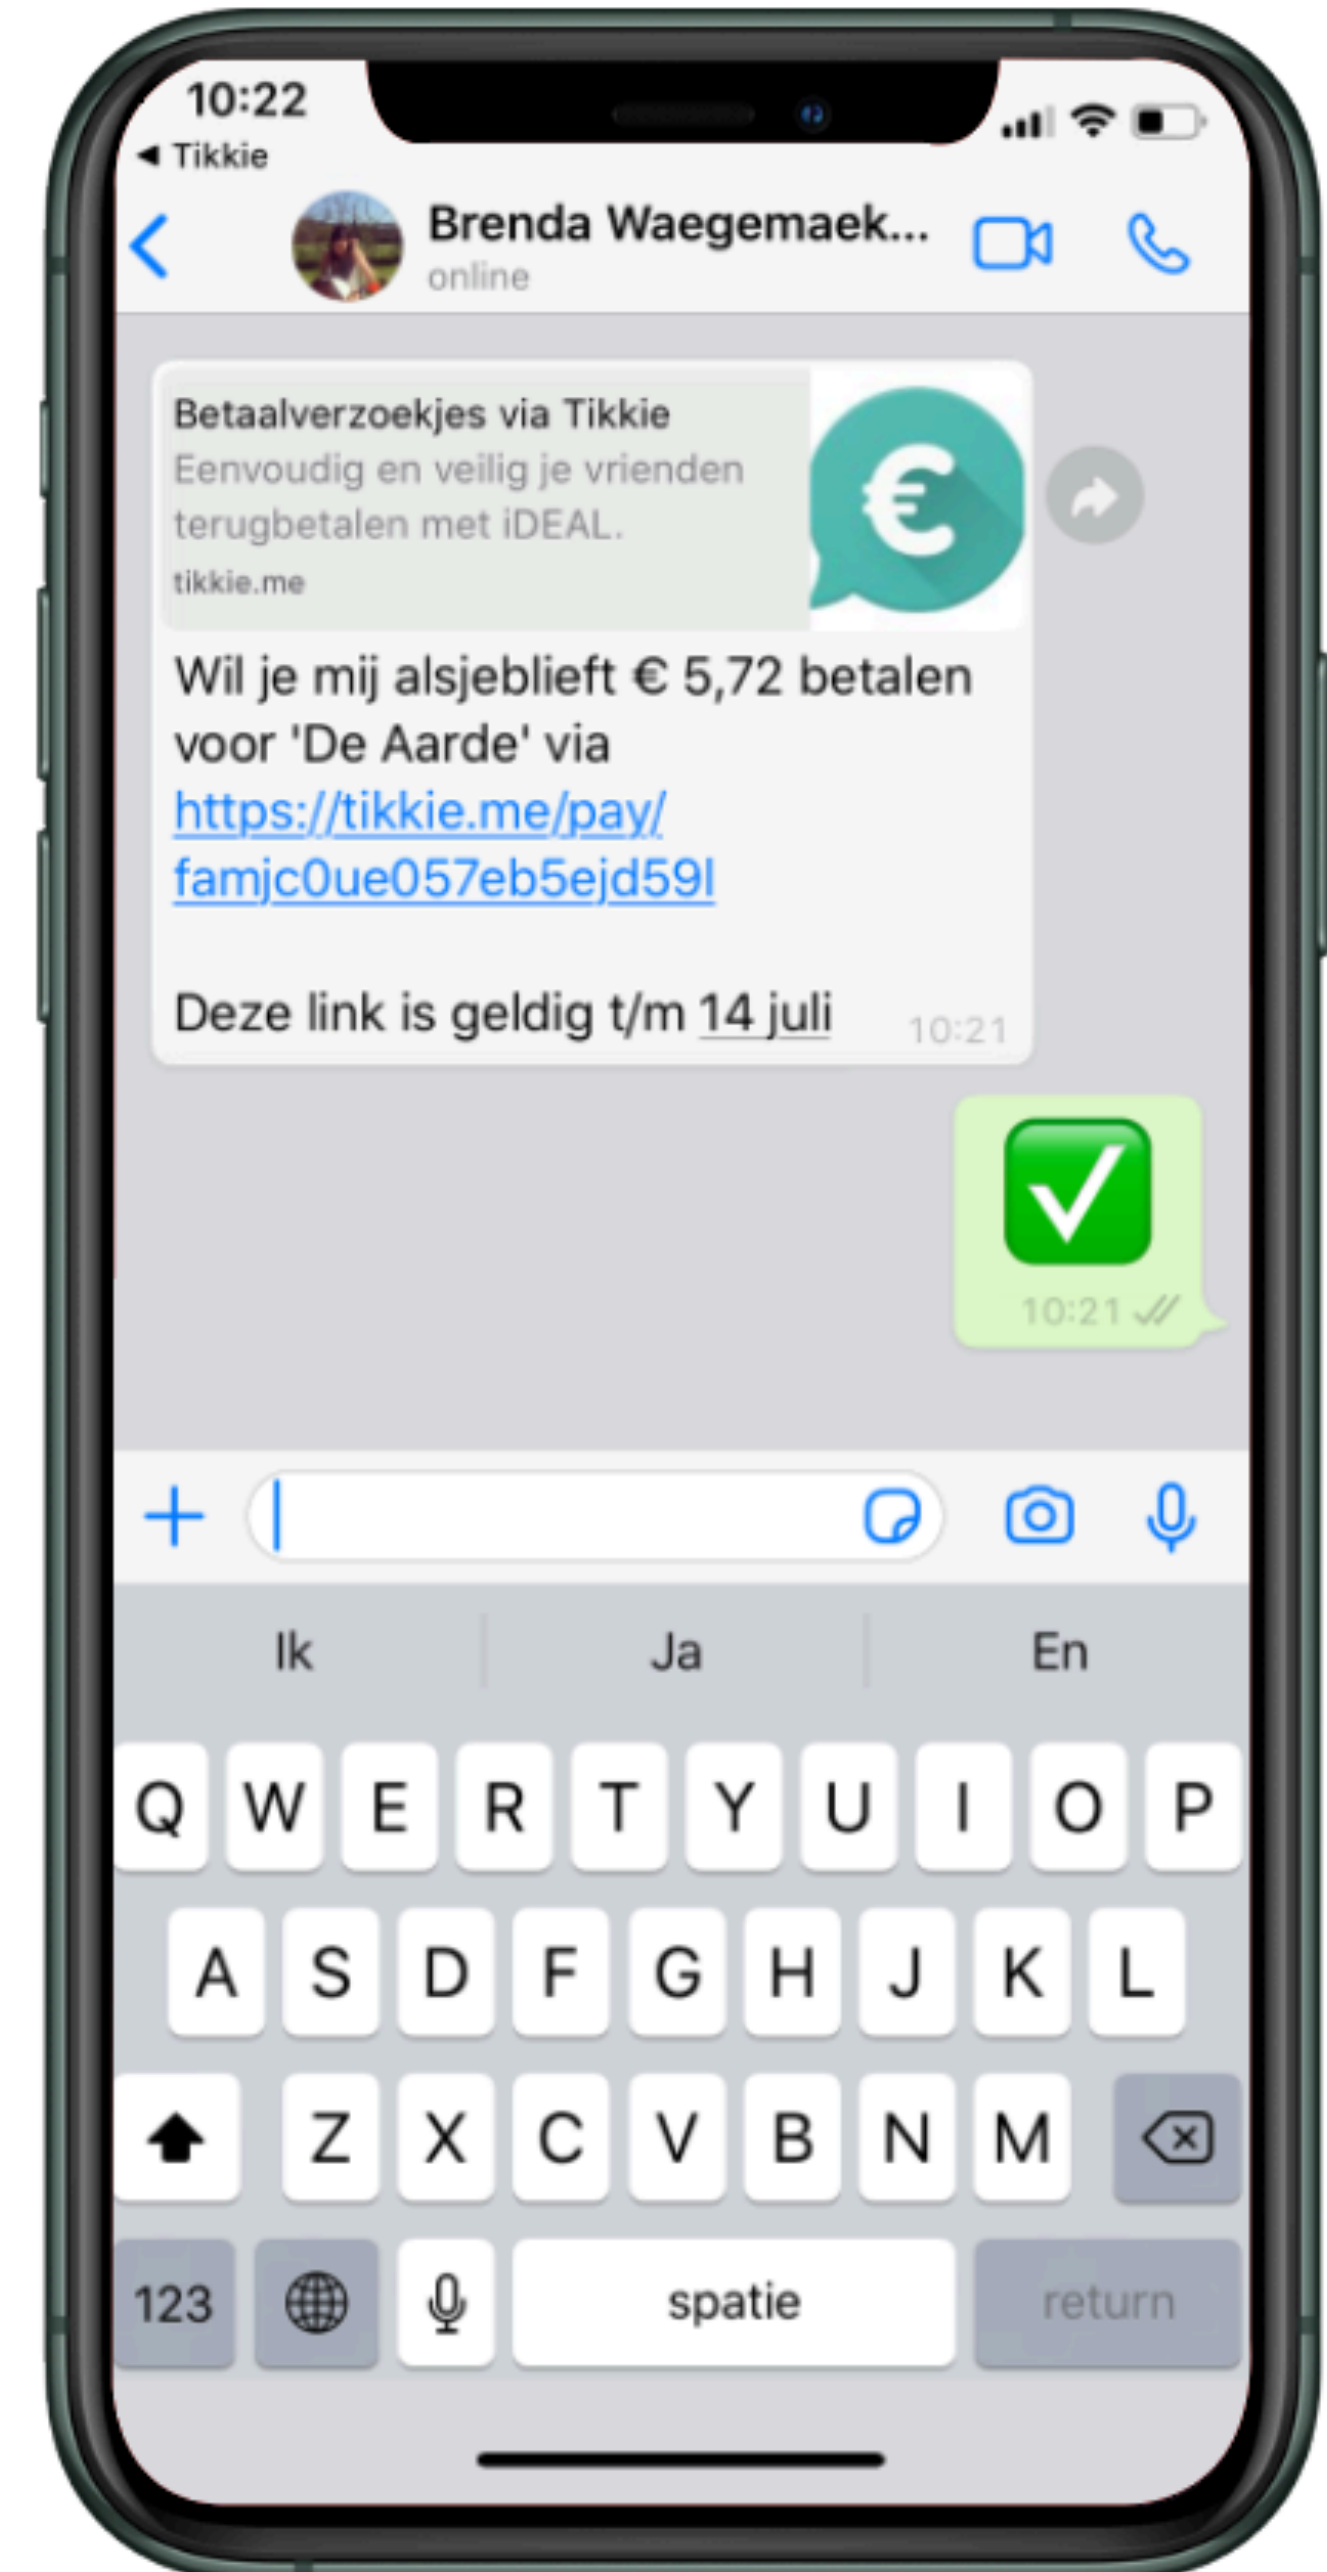 10:22
◀ Tikkie
Brenda Waegemaek...
online
Betaalverzoekjes via Tikkie
Eenvoudig en veilig je vrienden
terugbetalen met iDEAL.
tikkie.me
Wil je mij alsjeblieft € 5,72 betalen
voor 'De Aarde' via
https://tikkie.me/pay/
famjc0ue057eb5ejd59l
Deze link is geldig t/m 14 juli
10:21
10:21
Ik Ja En
Q W E R T Y U I O P
A S D F G H J K L
Z X C V B N M
123 spatie return